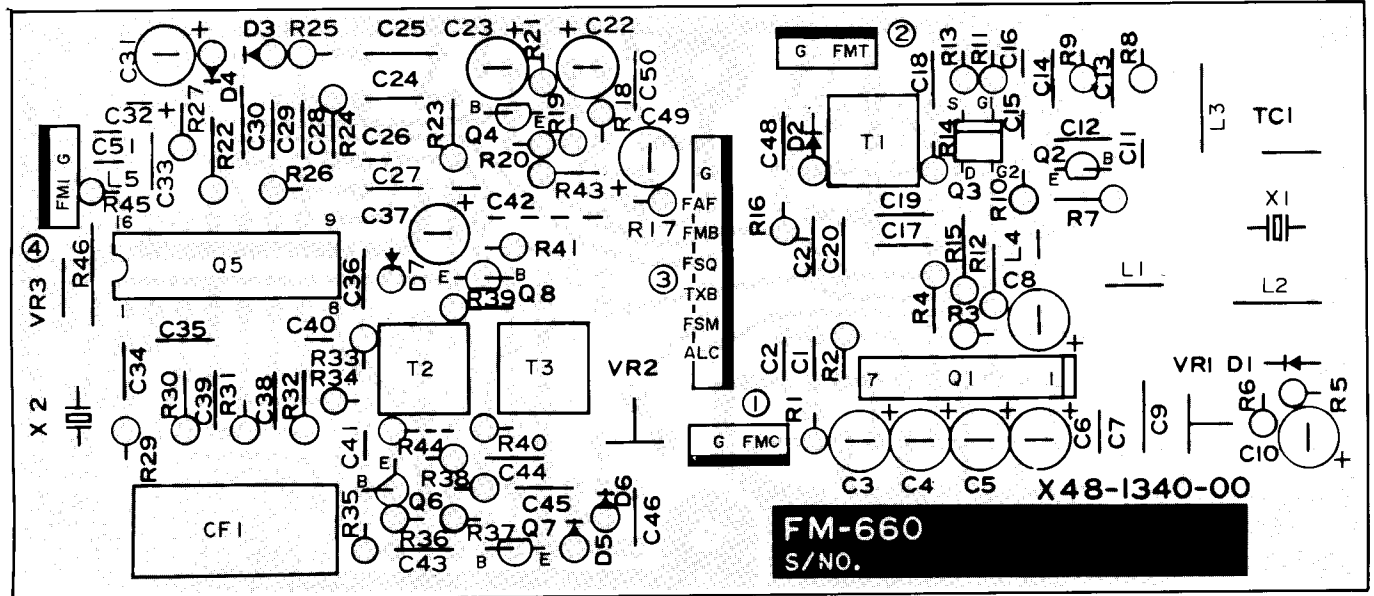 C31
D4
D3
R25
C25
C23
+
R21
+
C22
C50
C32
+
R27
R22
C30
C29
C28
R24
C24
C26
C27
R23
B
Q4
E
R19
R20
R18
R43
C49
+
R17
FM1 G
C51
L5
R45
C33
R26
C37
+
C42
R41
④
VR3
R46
16
9
Q5
1
8
C36
D7
E
B
Q8
R39
C35
C40
R33
R34
C34
X2
R29
R30
C39
R31
C38
R32
T2
T3
VR2
C41
R44
R40
E
B
R38
C44
Q6
C45
D6
C46
R35
R36
R37
Q7
D5
C43
B
E
CF1
③
G
FAF
FMB
FSQ
TXB
FSM
ALC
①
G FMC
G FMT
②
C48
D2
T1
C18
R13
R11
C16
S
G1
C15
R14
D
G2
Q3
R10
C14
R9
C13
R8
C12
C11
Q2
E
B
R7
L3
TC1
X1
R16
C21
C20
C19
C17
R15
R12
L4
R4
R3
C8
+
L1
L2
C2
C1
R2
7
Q1
1
VR1
D1
R1
+
+
+
+
C3
C4
C5
C6
C7
C9
R6
R5
C10
+
X48-1340-00
FM-660
S/NO.